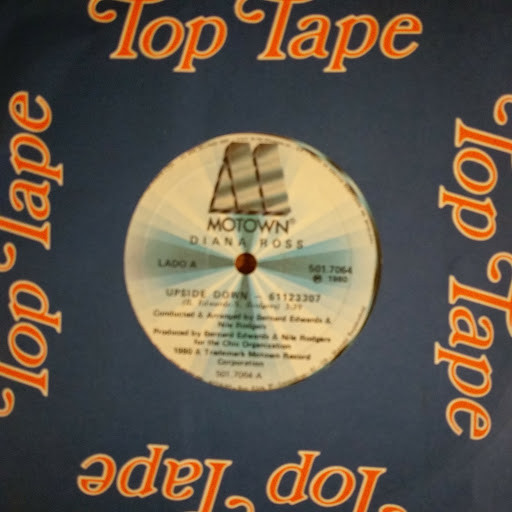 Top Tape
Top Tape
Top Tape
Top Tape
MOTOWN®
DIANA ROSS
LADO A
501.7064
℗ 1980
UPSIDE DOWN - 61123307
Conducted & Arranged by Bernard Edwards &
Nile Rodgers
Produced by Bernard Edwards & Nile Rodgers
for the Chic Organization
1980 A Trademark Motown Record
Corporation
501.7064 A